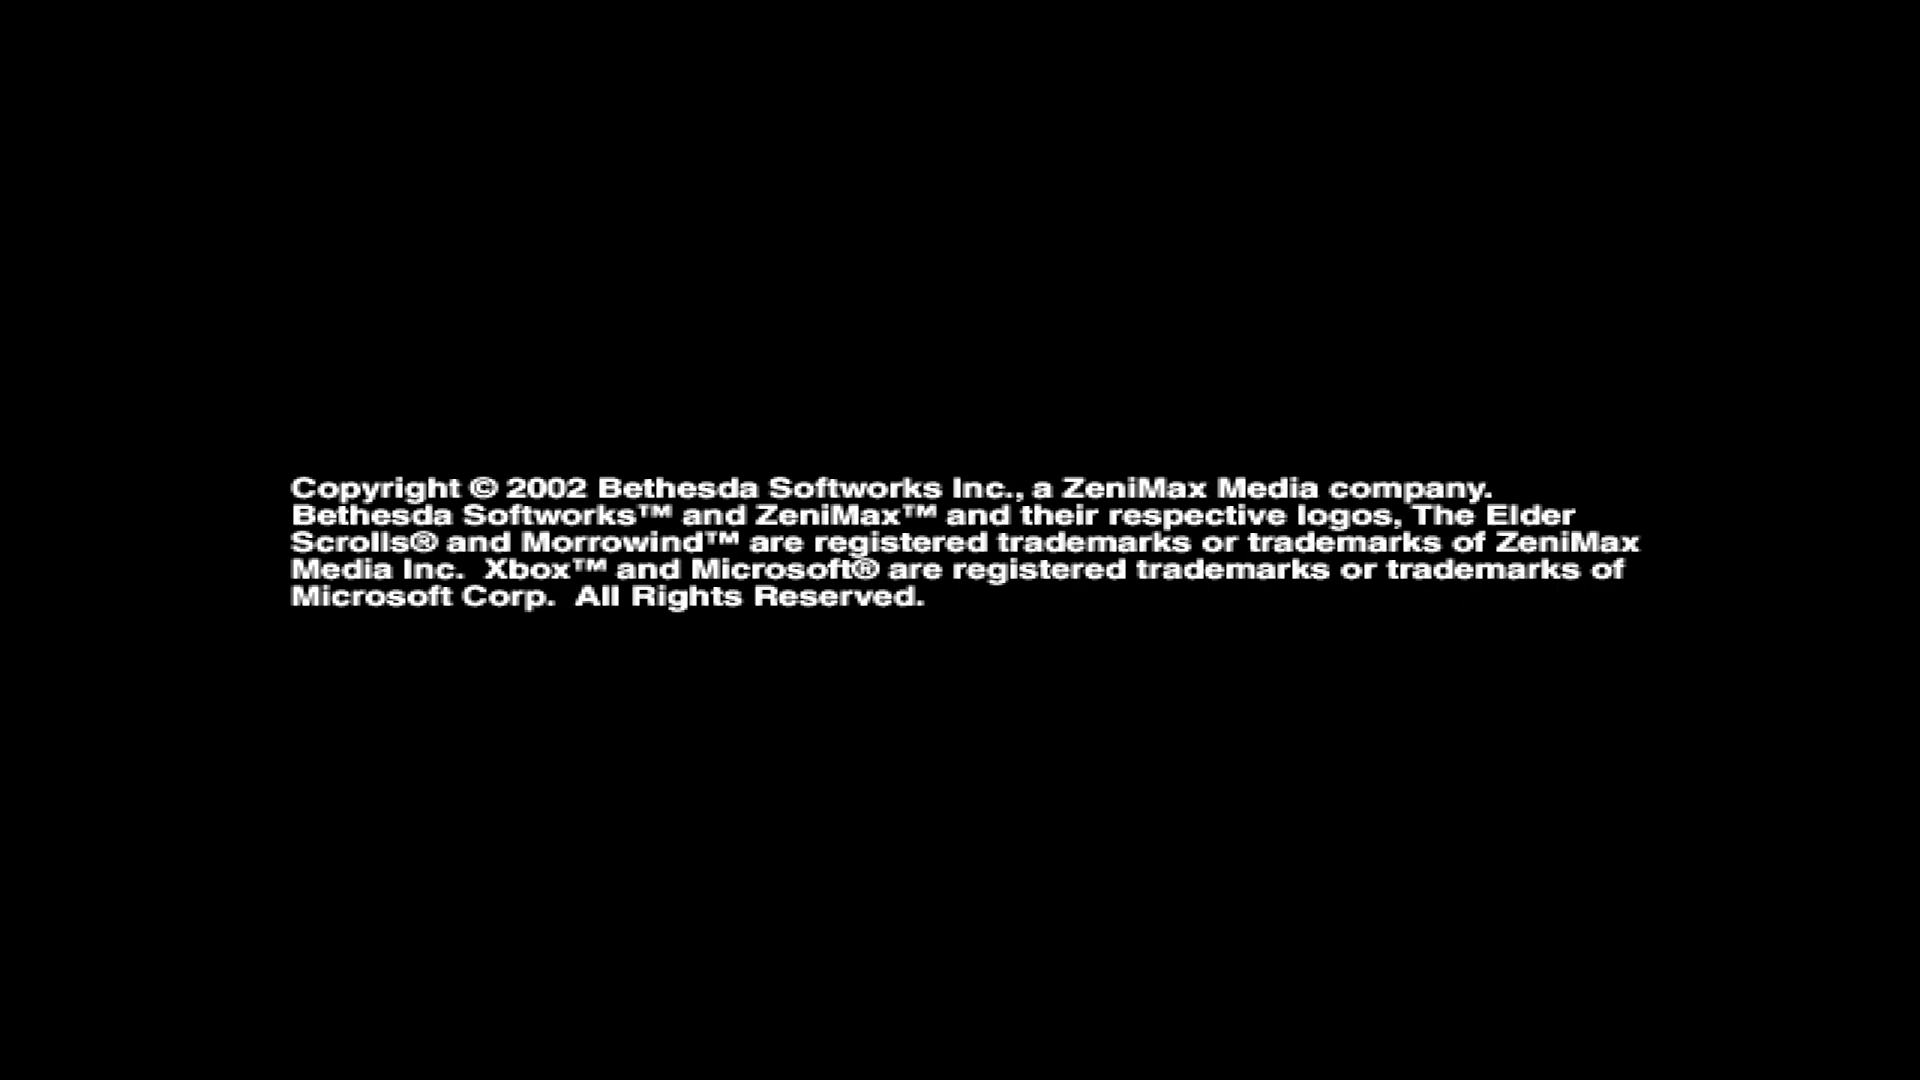 Copyright © 2002 Bethesda Softworks Inc., a ZeniMax Media company.
Bethesda Softworks™ and ZeniMax™ and their respective logos, The Elder
Scrolls® and Morrowind™ are registered trademarks or trademarks of ZeniMax
Media Inc.  Xbox™ and Microsoft® are registered trademarks or trademarks of
Microsoft Corp.  All Rights Reserved.